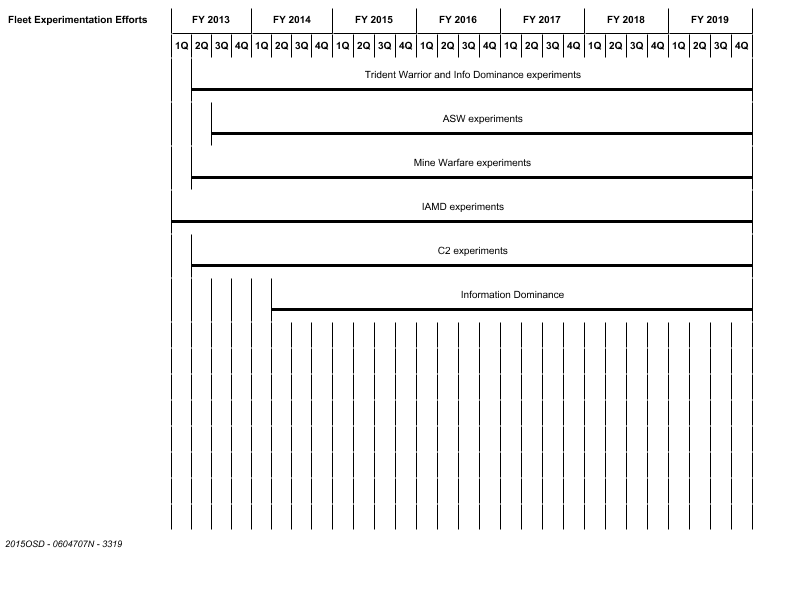 Fleet Experimentation Efforts FY 2013 FY 2014 FY 2015 FY 2016 FY 2017 FY 2018 FY 2019
1Q 2Q 3Q 4Q 1Q 2Q 3Q 4Q 1Q 2Q 3Q 4Q 1Q 2Q 3Q 4Q 1Q 2Q 3Q 4Q 1Q 2Q 3Q 4Q 1Q 2Q 3Q 4Q
Trident Warrior and Info Dominance experiments
ASW experiments
Mine Warfare experiments
IAMD experiments
C2 experiments
Information Dominance
2015OSD - 0604707N - 3319